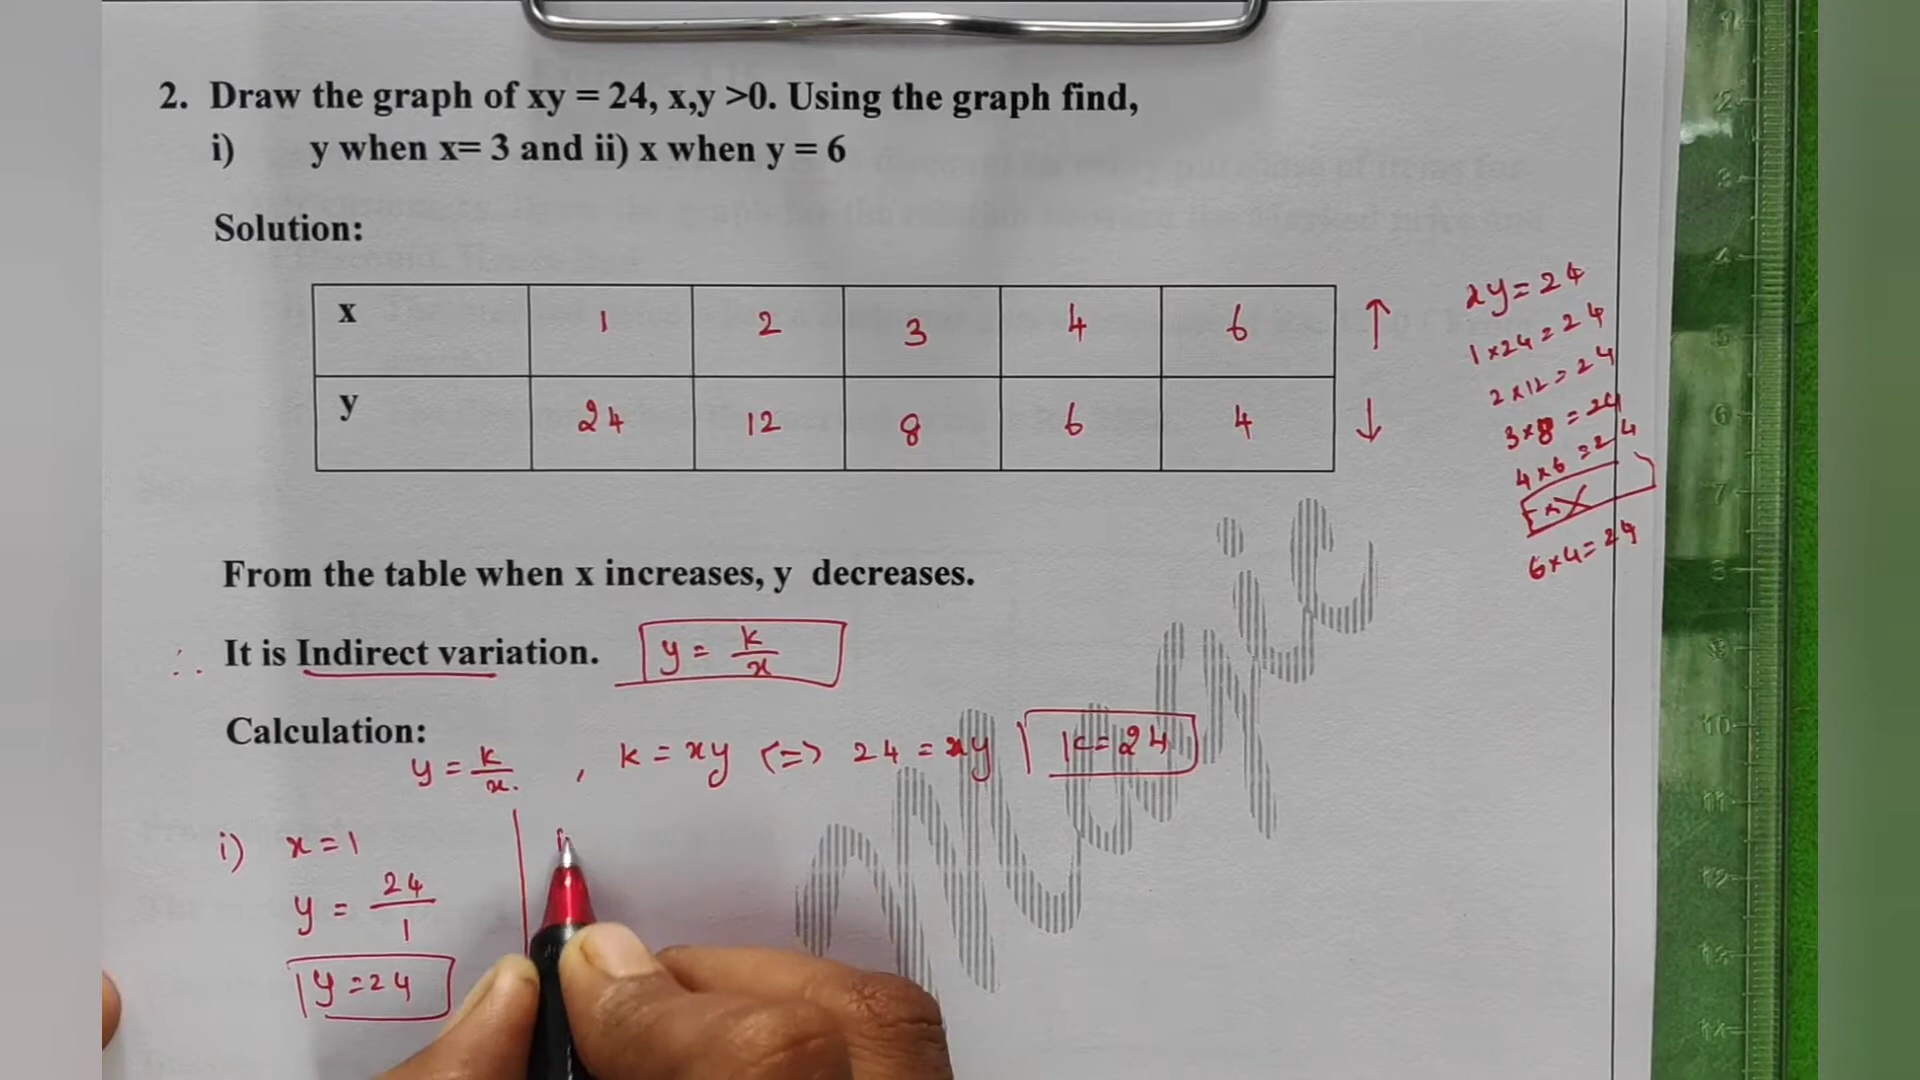 2. Draw the graph of xy = 24, x,y >0. Using the graph find,
i) y when x= 3 and ii) x when y = 6
Solution:
x 1 2 3 4 6 ↑
y 24 12 8 6 4 ↓
xy = 24
1 × 24 = 24
2 × 12 = 24
3 × 8 = 24
4 × 6 = 24
6 × 4 = 24
From the table when x increases, y decreases.
∴ It is Indirect variation. y = k/x
Calculation:
y = k/x. , k = xy (=) 24 = xy k = 24
i) x = 1
y = 24/1
y = 24
Magic